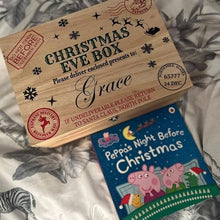 CHRISTMAS
EVE BOX
Please deliver enclosed presents to:
Grace
IF UNDELIVERABLE PLEASE RETURN
TO SANTA CLAUS, NORTH POLE
65777
24 DEC
Peppa's Night Before
Christmas